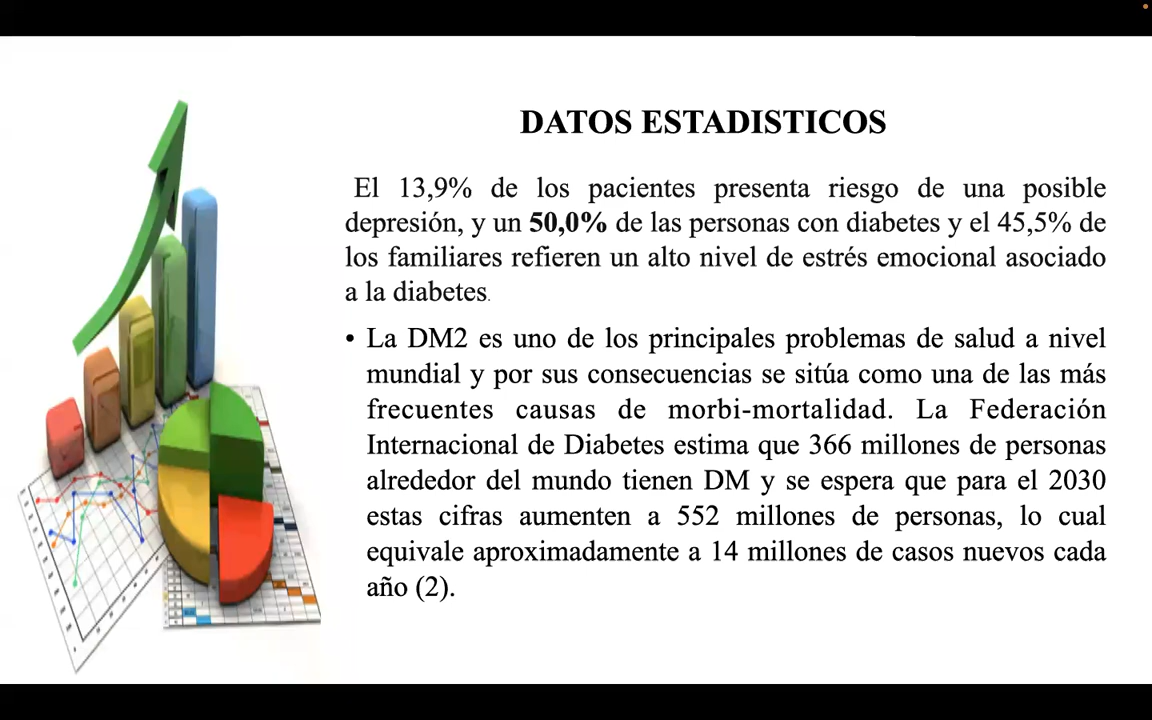 DATOS ESTADISTICOS
El 13,9% de los pacientes presenta riesgo de una posible
depresión, y un 50,0% de las personas con diabetes y el 45,5% de
los familiares refieren un alto nivel de estrés emocional asociado
a la diabetes.
• La DM2 es uno de los principales problemas de salud a nivel
mundial y por sus consecuencias se sitúa como una de las más
frecuentes causas de morbi-mortalidad. La Federación
Internacional de Diabetes estima que 366 millones de personas
alrededor del mundo tienen DM y se espera que para el 2030
estas cifras aumenten a 552 millones de personas, lo cual
equivale aproximadamente a 14 millones de casos nuevos cada
año (2).